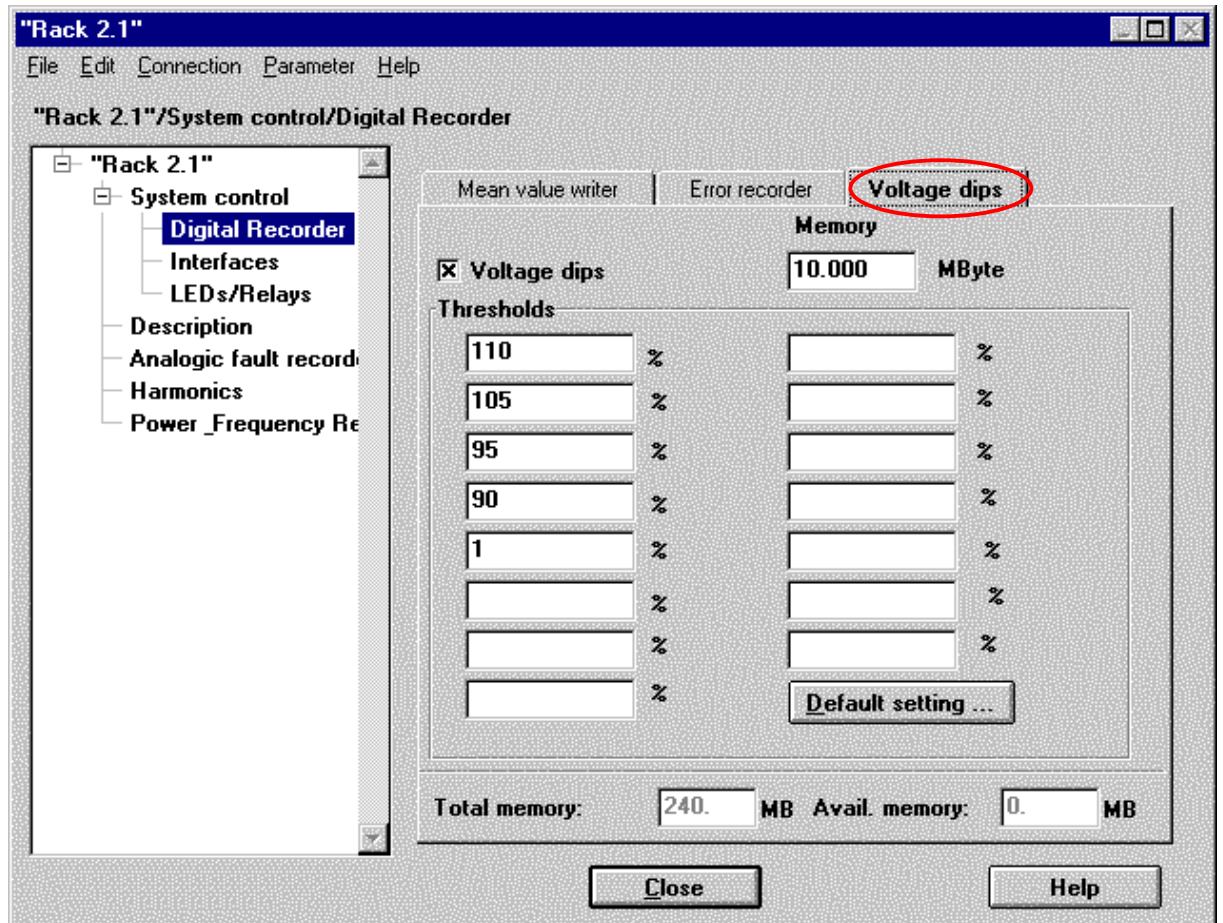 "Rack 2.1"
File Edit Connection Parameter Help
"Rack 2.1"/System control/Digital Recorder
"Rack 2.1"
System control
Digital Recorder
Interfaces
LEDs/Relays
Description
Analogic fault record
Harmonics
Power _Frequency Re
Mean value writer Error recorder Voltage dips
Memory
Voltage dips 10.000 MByte
Thresholds
110 % %
105 % %
95 % %
90 % %
1 % %
% %
% %
% Default setting ...
Total memory: 240. MB Avail. memory: 0. MB
Close Help